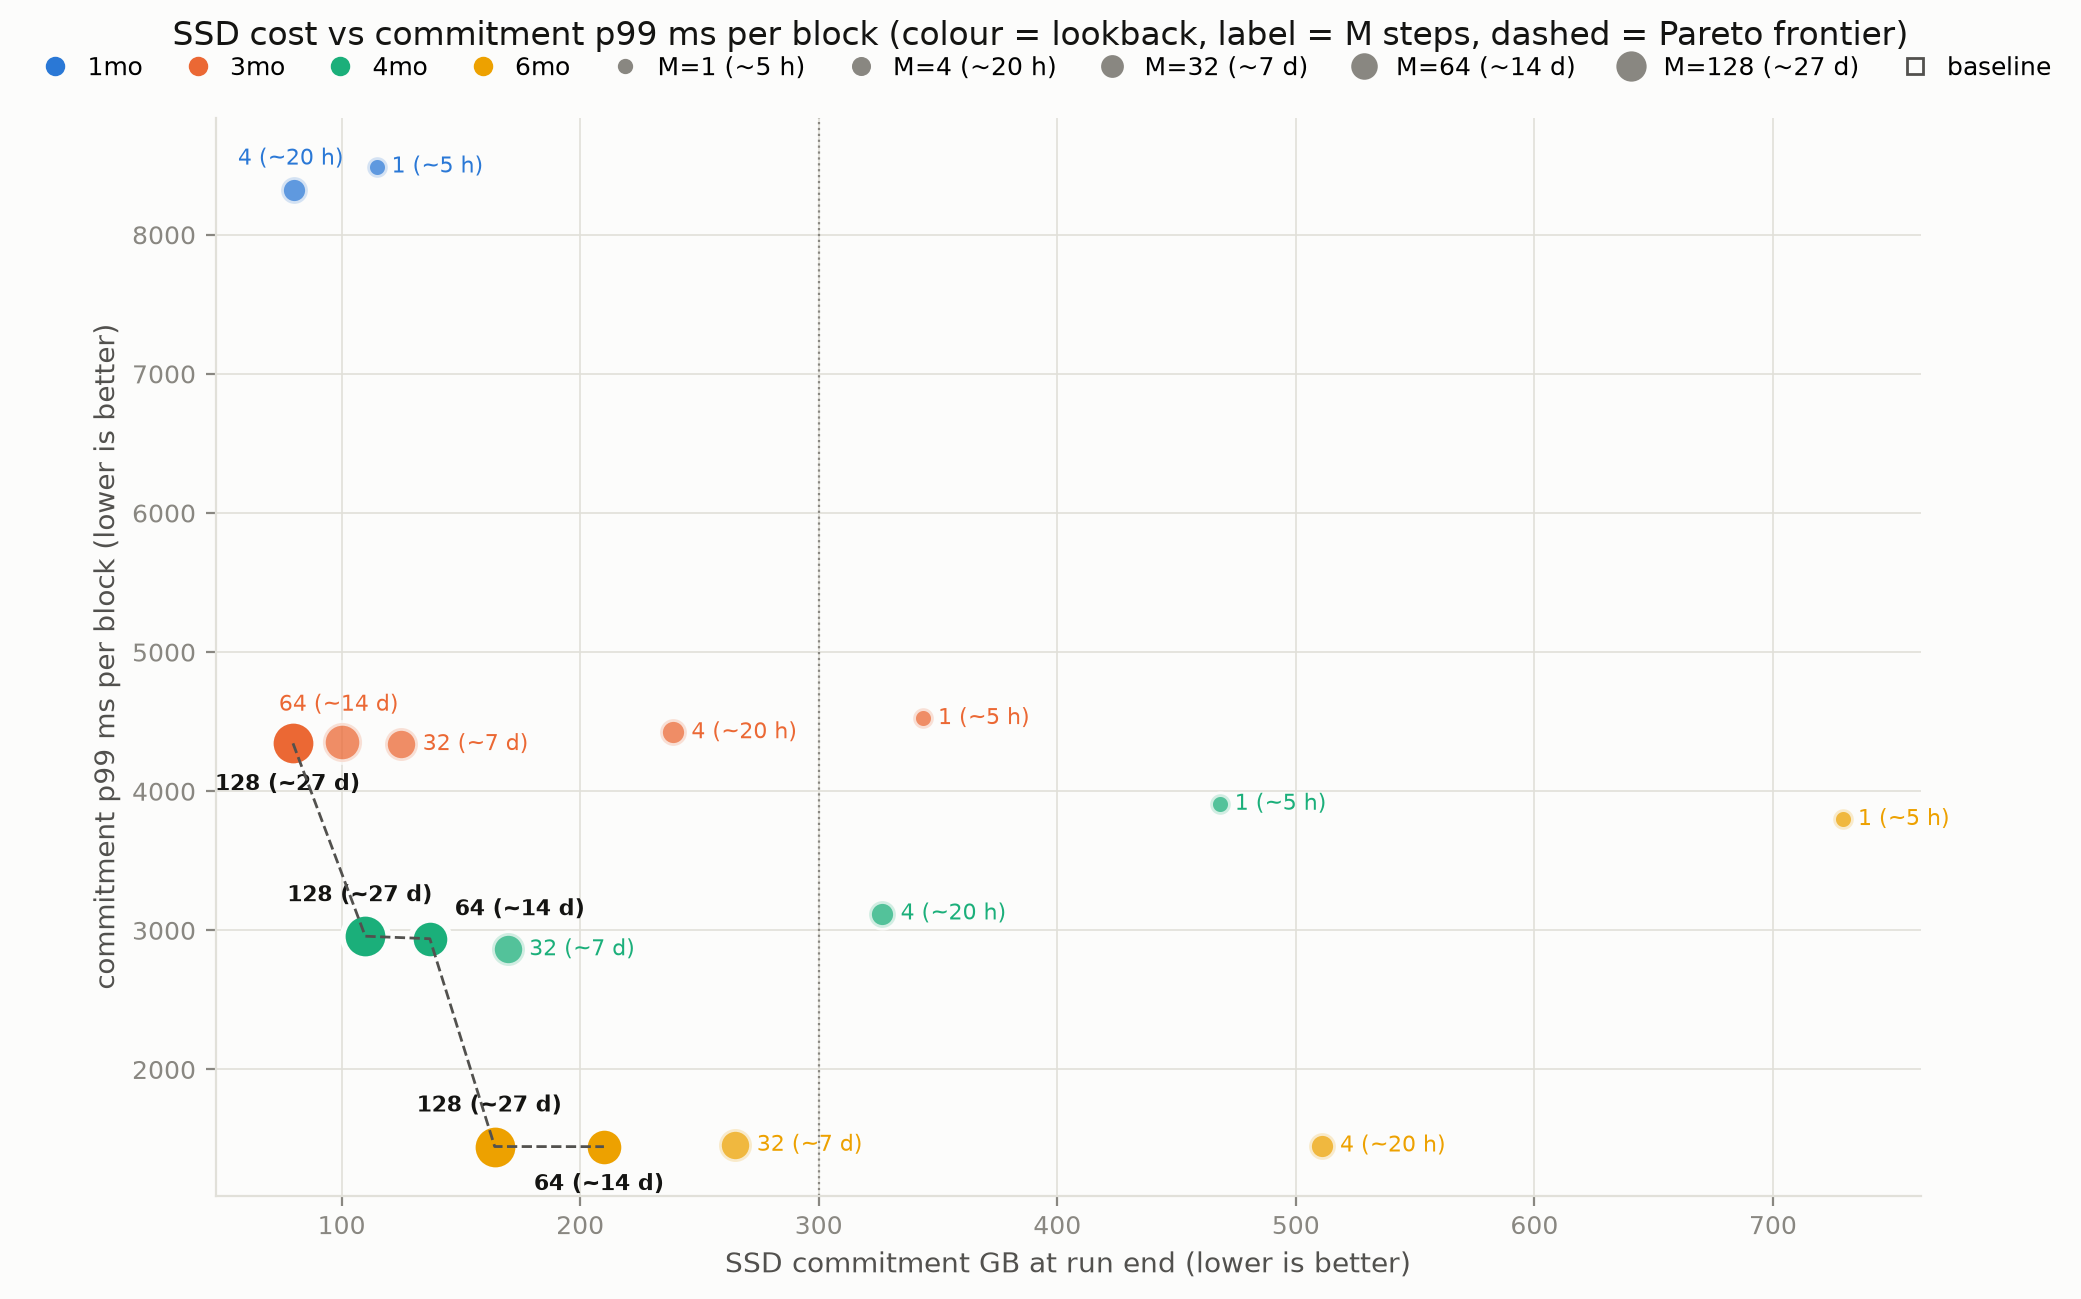 SSD cost vs commitment p99 ms per block (colour = lookback, label = M steps, dashed = Pareto frontier)
1mo 3mo 4mo 6mo M=1 (~5 h) M=4 (~20 h) M=32 (~7 d) M=64 (~14 d) M=128 (~27 d) baseline
4 (~20 h)
1 (~5 h)
8000
7000
6000
5000
4000
3000
2000
commitment p99 ms per block (lower is better)
64 (~14 d)
32 (~7 d)
4 (~20 h)
1 (~5 h)
128 (~27 d)
1 (~5 h)
1 (~5 h)
128 (~27 d)
64 (~14 d)
32 (~7 d)
4 (~20 h)
128 (~27 d)
64 (~14 d)
32 (~7 d)
4 (~20 h)
100 200 300 400 500 600 700
SSD commitment GB at run end (lower is better)